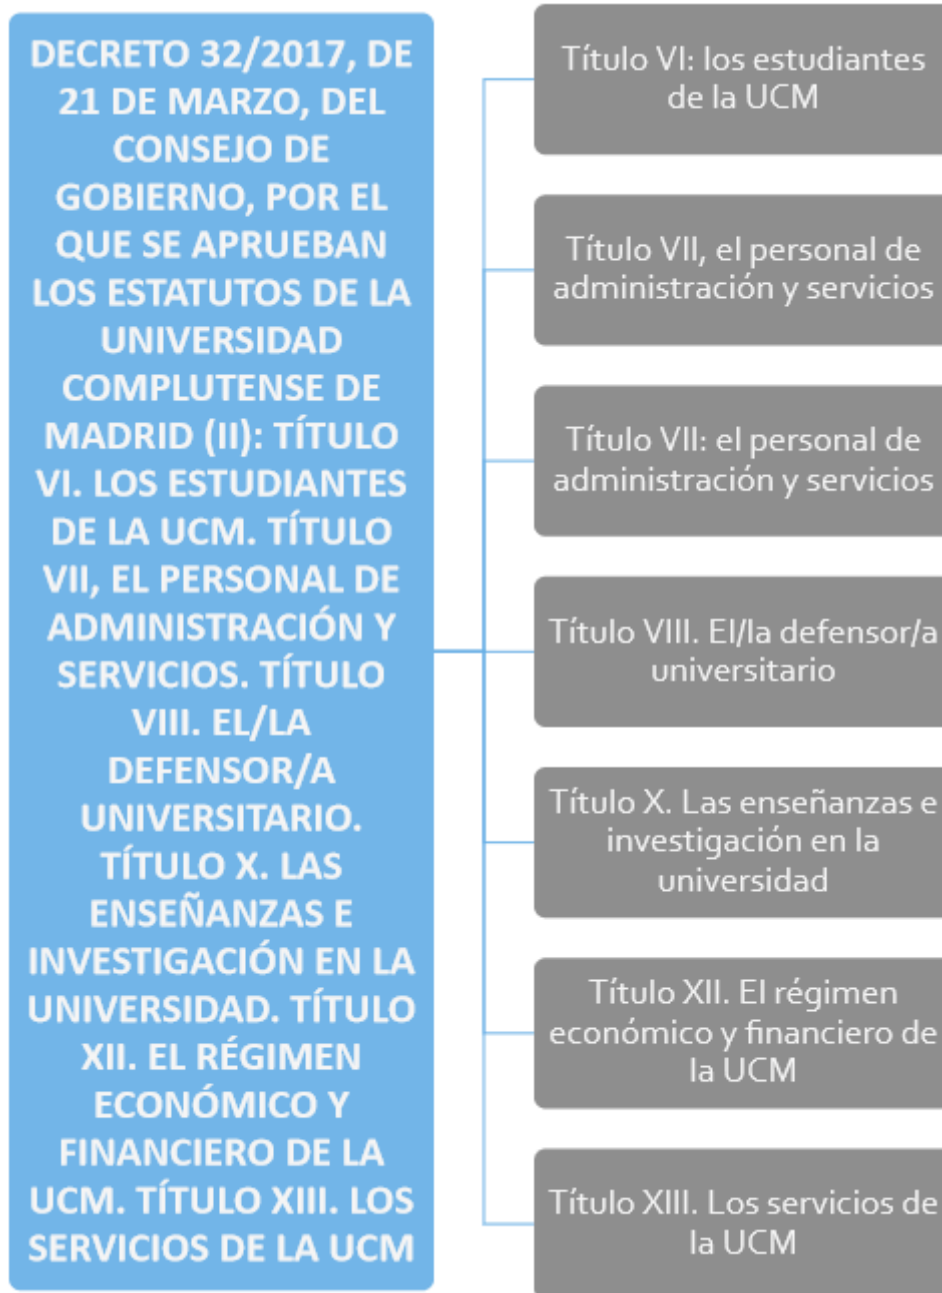 DECRETO 32/2017, DE
21 DE MARZO, DEL
CONSEJO DE
GOBIERNO, POR EL
QUE SE APRUEBAN
LOS ESTATUTOS DE LA
UNIVERSIDAD
COMPLUTENSE DE
MADRID (II): TÍTULO
VI. LOS ESTUDIANTES
DE LA UCM. TÍTULO
VII, EL PERSONAL DE
ADMINISTRACIÓN Y
SERVICIOS. TÍTULO
VIII. EL/LA
DEFENSOR/A
UNIVERSITARIO.
TÍTULO X. LAS
ENSEÑANZAS E
INVESTIGACIÓN EN LA
UNIVERSIDAD. TÍTULO
XII. EL RÉGIMEN
ECONÓMICO Y
FINANCIERO DE LA
UCM. TÍTULO XIII. LOS
SERVICIOS DE LA UCM
Título VI: los estudiantes
de la UCM
Título VII, el personal de
administración y servicios
Título VII: el personal de
administración y servicios
Título VIII. El/la defensor/a
universitario
Título X. Las enseñanzas e
investigación en la
universidad
Título XII. El régimen
económico y financiero de
la UCM
Título XIII. Los servicios de
la UCM